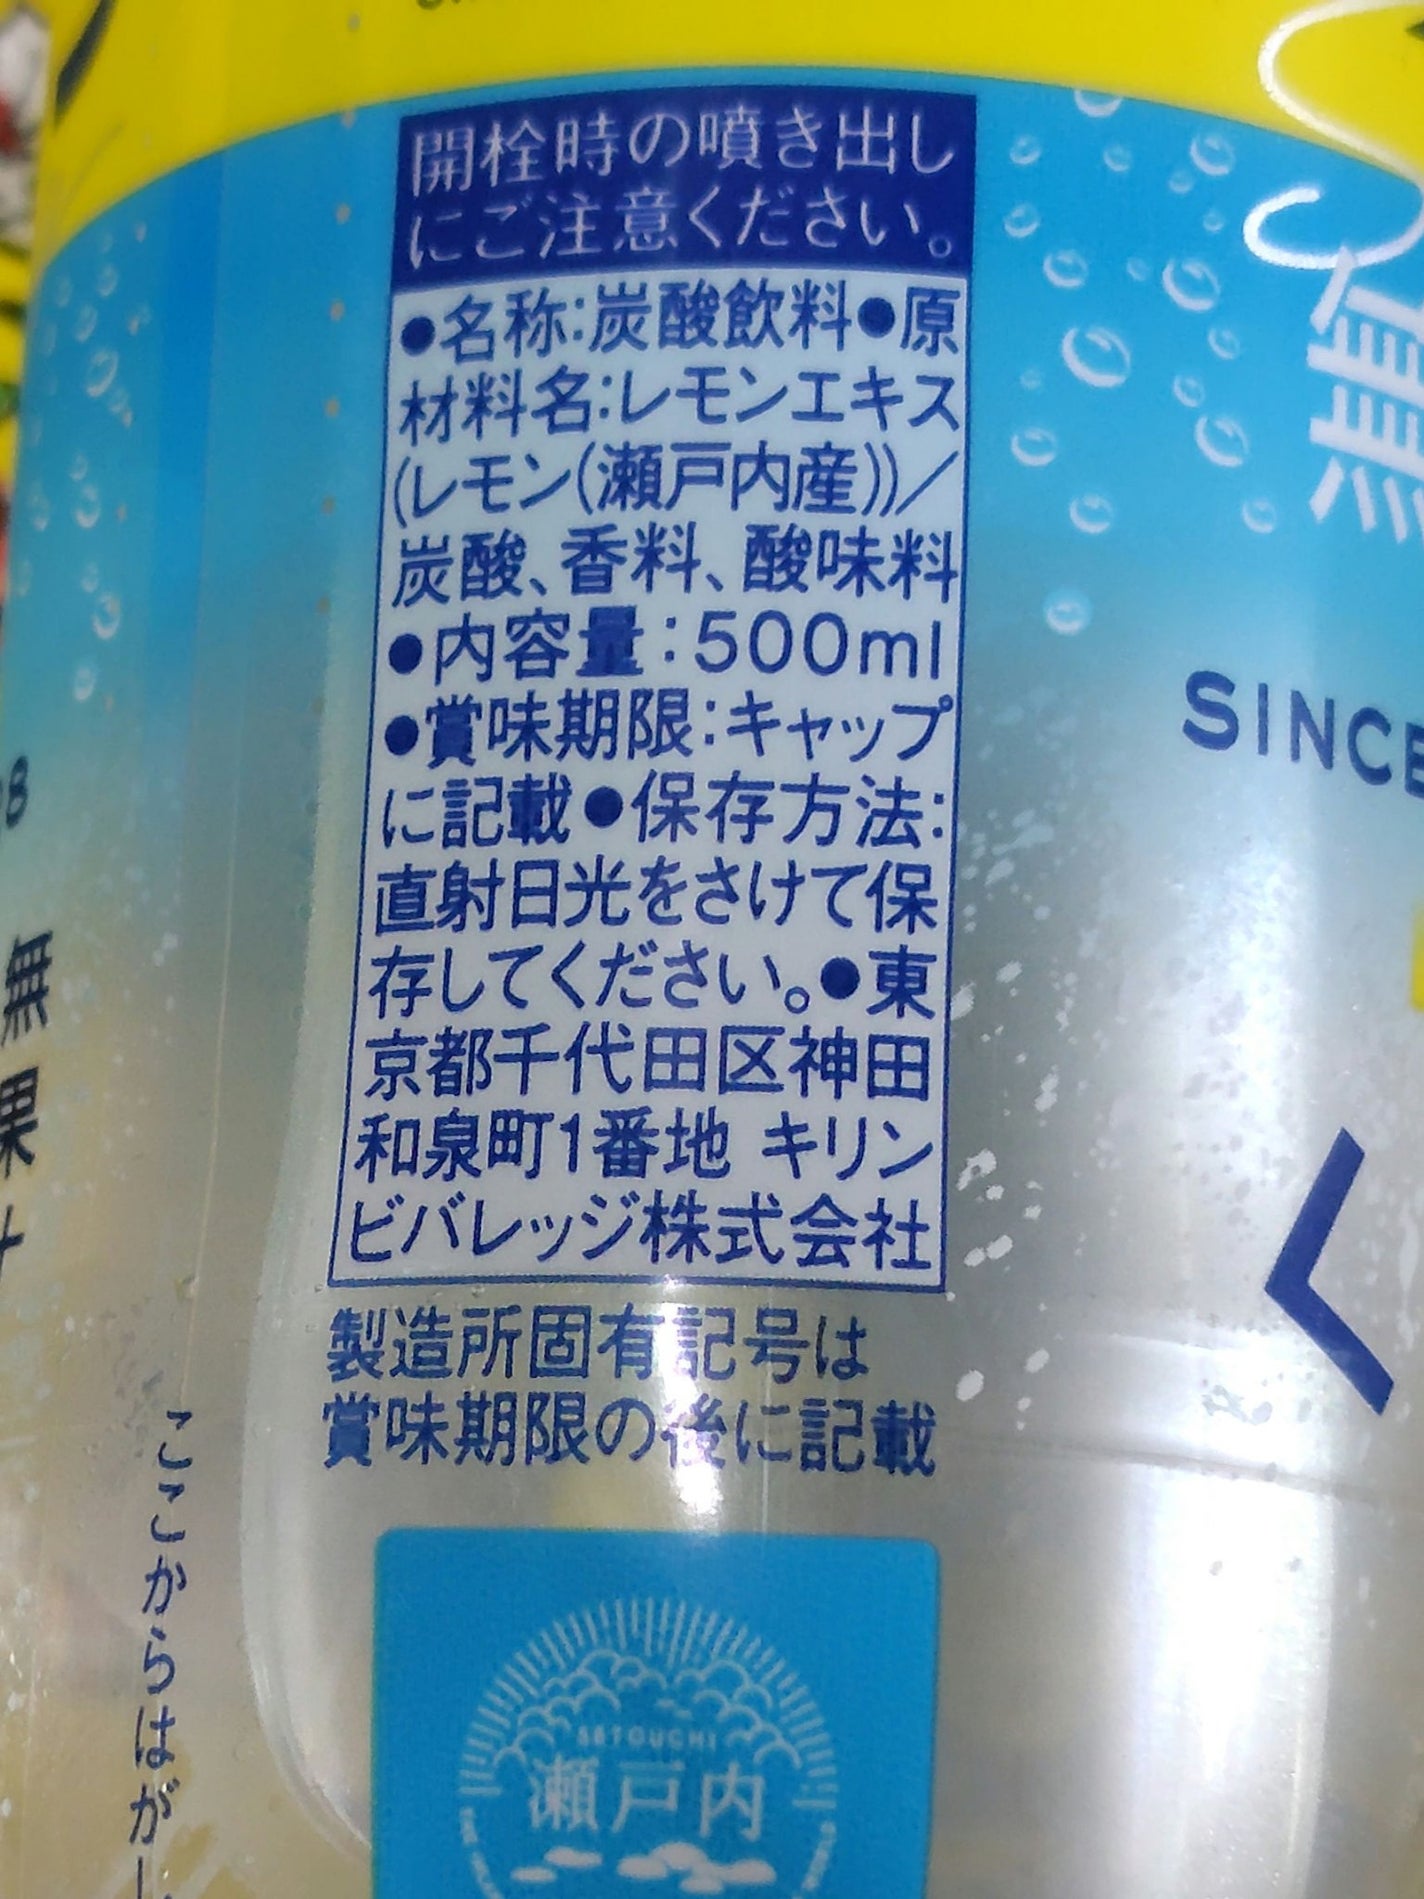 開栓時の噴き出し
にご注意ください。
●名称:炭酸飲料●原
材料名:レモンエキス
(レモン(瀬戸内産))／
炭酸、香料、酸味料
●内容量:500ml
●賞味期限:キャップ
に記載●保存方法:
直射日光をさけて保
存してください。●東
京都千代田区神田
和泉町1番地 キリン
ビバレッジ株式会社
製造所固有記号は
賞味期限の後に記載
SETOUCHI
瀬戸内
SINCE
無果汁
ここからはが